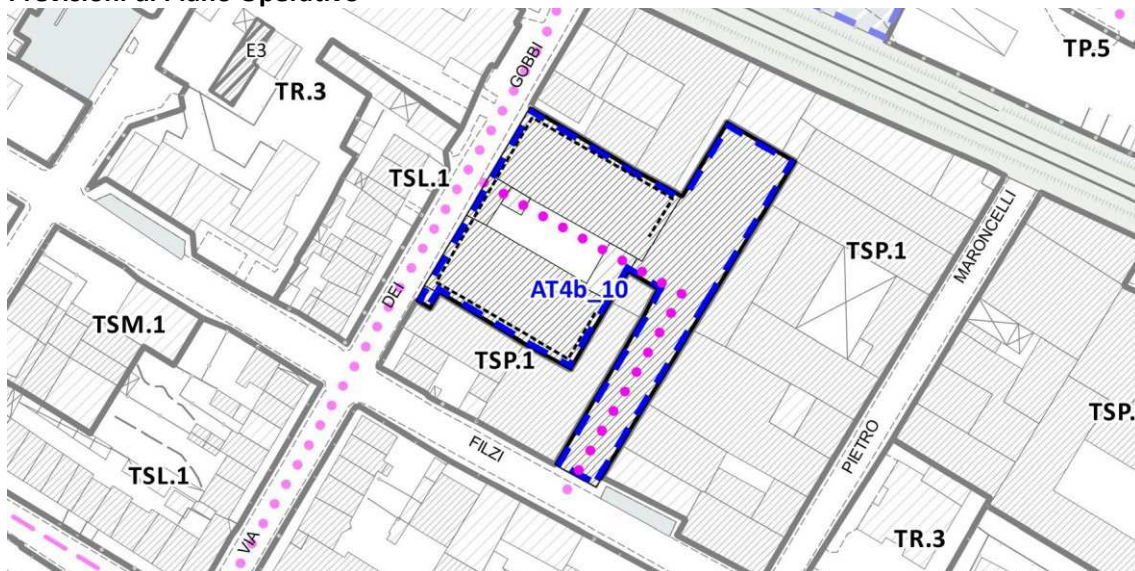 Previsioni di Piano Operativo
E3
TR.3
GOBBI
TP.5
TSL.1
DEI
AT4b_10
TSP.1
MARONCELLI
TSM.1
TSP.1
TSP.
TSL.1
FILZI
PIETRO
VIA
TR.3